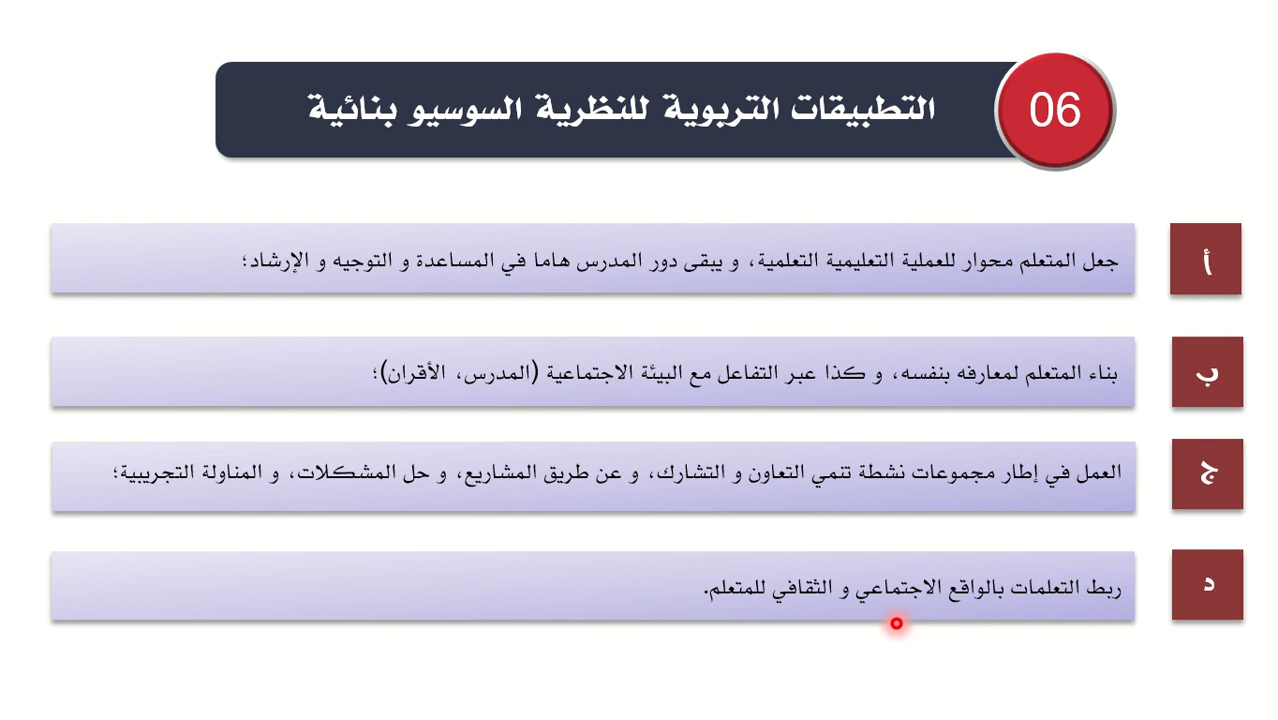 06
التطبيقات التربوية للنظرية السوسيو بنائية
أ
جعل المتعلم محوار للعملية التعليمية التعلمية، و يبقى دور المدرس هاما في المساعدة و التوجيه و الإرشاد؛
ب
بناء المتعلم لمعارفه بنفسه، و كذا عبر التفاعل مع البيئة الاجتماعية (المدرس، الأقران)؛
ج
العمل في إطار مجموعات نشطة تنمي التعاون و التشارك، و عن طريق المشاريع، و حل المشكلات، و المناولة التجريبية؛
د
ربط التعلمات بالواقع الاجتماعي و الثقافي للمتعلم.